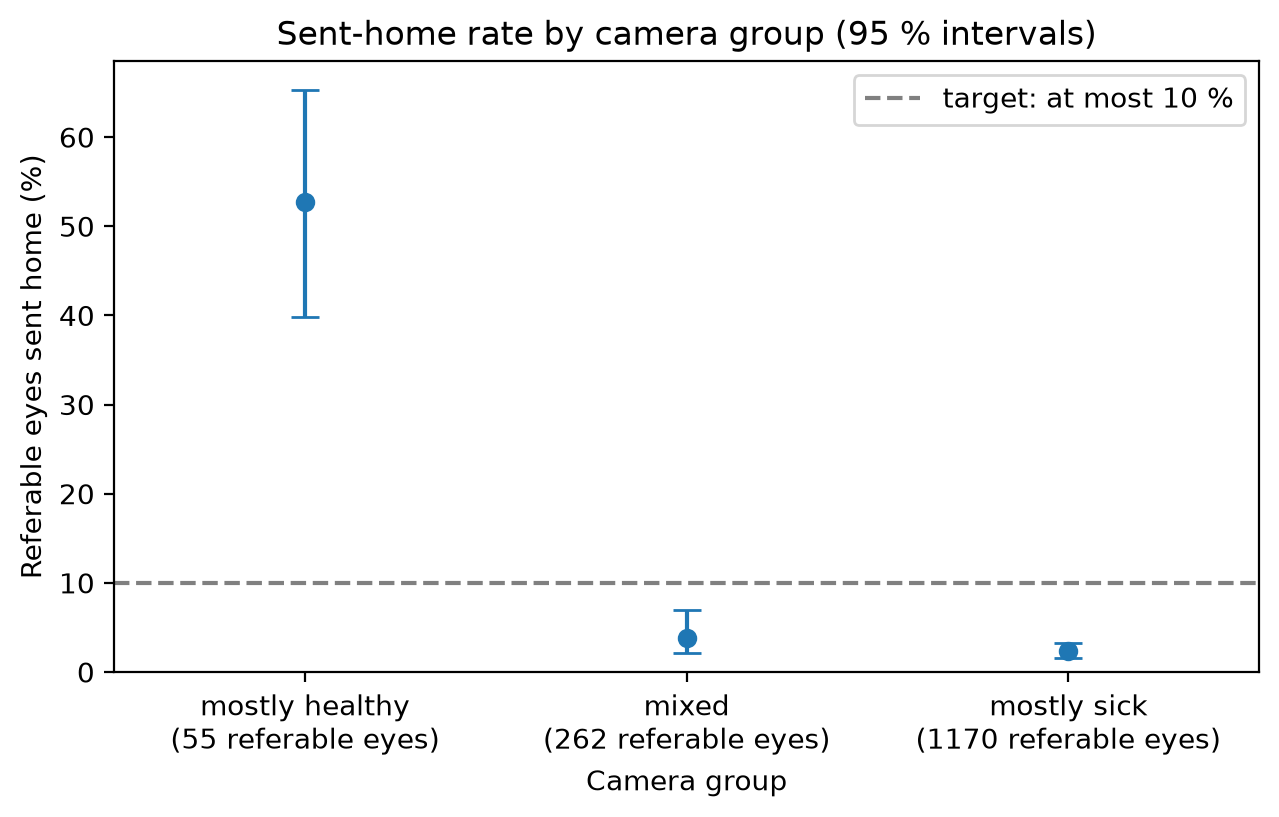 Sent-home rate by camera group (95 % intervals)
target: at most 10 %
Referable eyes sent home (%)
60
50
40
30
20
10
0
mostly healthy
(55 referable eyes)
mixed
(262 referable eyes)
mostly sick
(1170 referable eyes)
Camera group